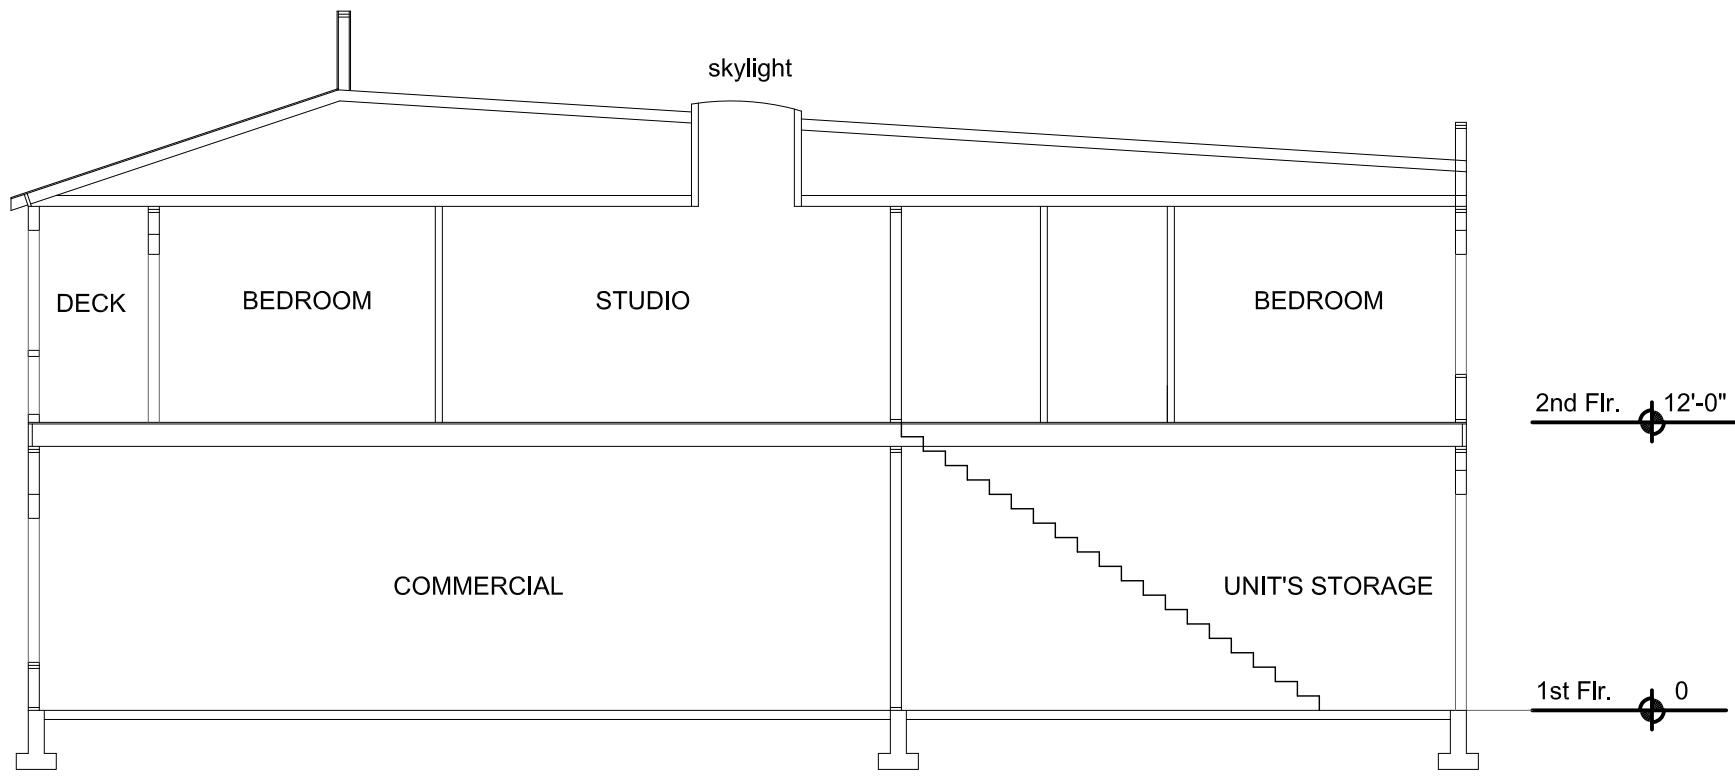 skylight
DECK
BEDROOM
STUDIO
BEDROOM
2nd Flr. 12'-0"
COMMERCIAL
UNIT'S STORAGE
1st Flr. 0